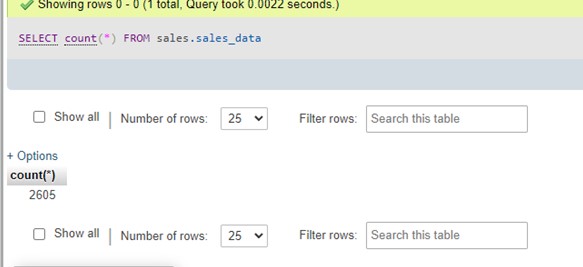 Showing rows 0 - 0 (1 total, Query took 0.0022 seconds.)
SELECT count(*) FROM sales.sales_data
Show all | Number of rows: 25 Filter rows: Search this table
+ Options
count(*)
2605
Show all | Number of rows: 25 Filter rows: Search this table